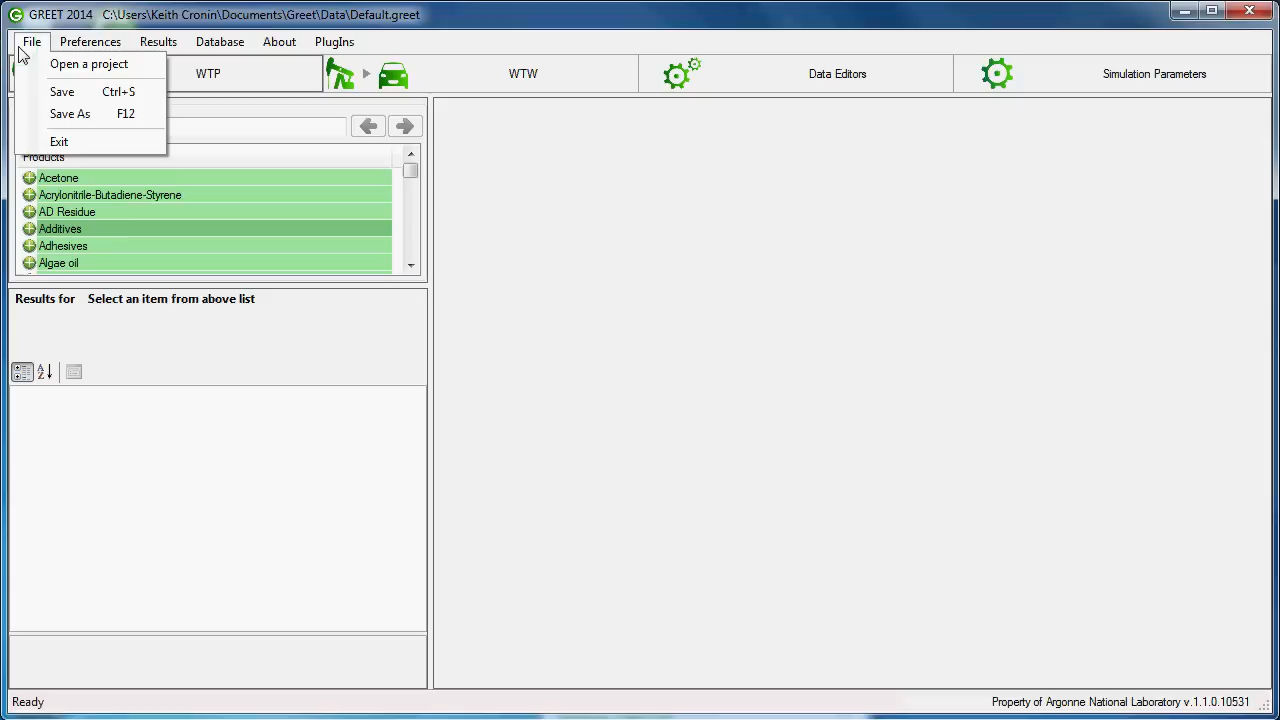 GREET 2014 C:\Users\Keith Cronin\Documents\Greet\Data\Default.greet
File Preferences Results Database About PlugIns
Open a project
Save Ctrl+S
Save As F12
Exit
WTP
WTW
Data Editors
Simulation Parameters
Products
Acetone
Acrylonitrile-Butadiene-Styrene
AD Residue
Additives
Adhesives
Algae oil
Results for Select an item from above list
Ready
Property of Argonne National Laboratory v.1.1.0.10531